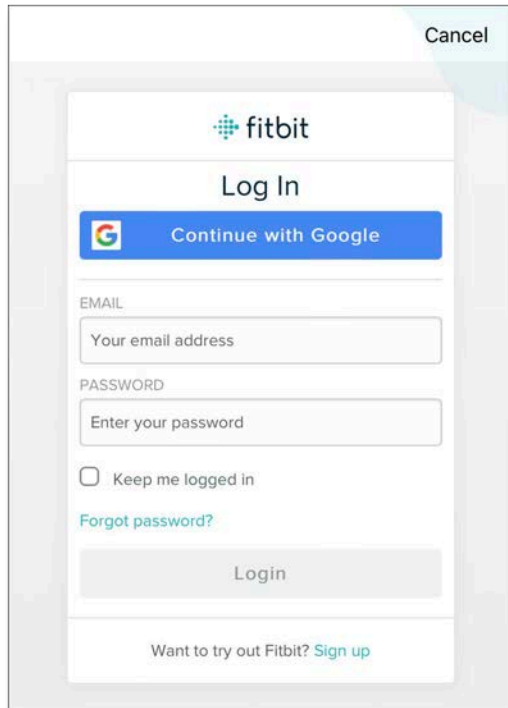 Cancel
fitbit
Log In
Continue with Google
EMAIL
Your email address
PASSWORD
Enter your password
Keep me logged in
Forgot password?
Login
Want to try out Fitbit? Sign up